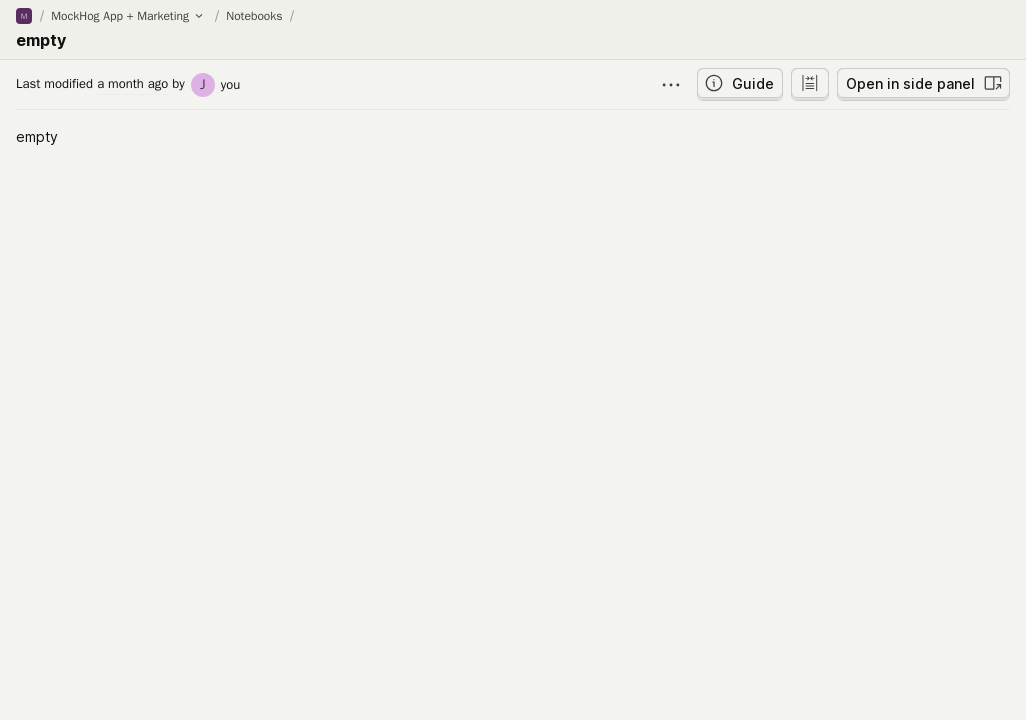 M / MockHog App + Marketing / Notebooks /
empty
Last modified a month ago by J you
Guide
Open in side panel
empty